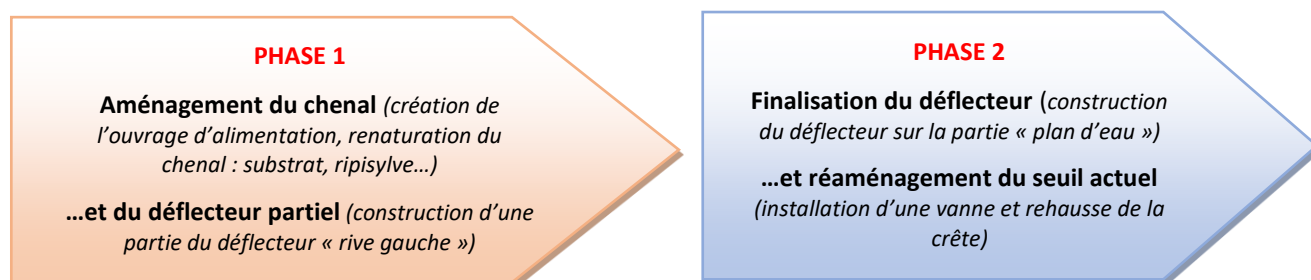 PHASE 1
Aménagement du chenal (création de
l’ouvrage d’alimentation, renaturation du
chenal : substrat, ripisylve…)
…et du déflecteur partiel (construction d’une
partie du déflecteur « rive gauche »)
PHASE 2
Finalisation du déflecteur (construction
du déflecteur sur la partie « plan d’eau »)
…et réaménagement du seuil actuel
(installation d’une vanne et rehausse de la
crête)